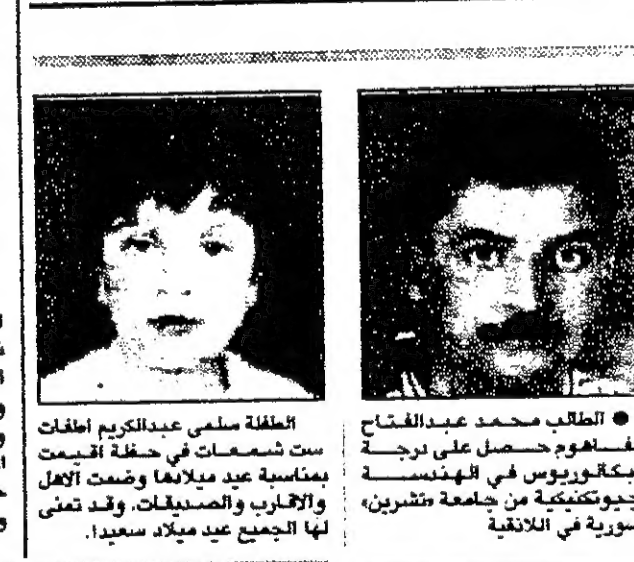 ● الطالب محمد عبدالفتاح
فاهوم حصل على درجة
بكالوريوس في الهندسة
جيوتكنيكية من جامعة «تشرين»
سورية في اللاذقية
الطفلة سلمى عبدالكريم اطفات
ست شمعات في حفلة اقيمت
بمناسبة عيد ميلادها وضمت الاهل
والاقارب والصديقات. وقد تمنى
لها الجميع عيد ميلاد سعيدا.